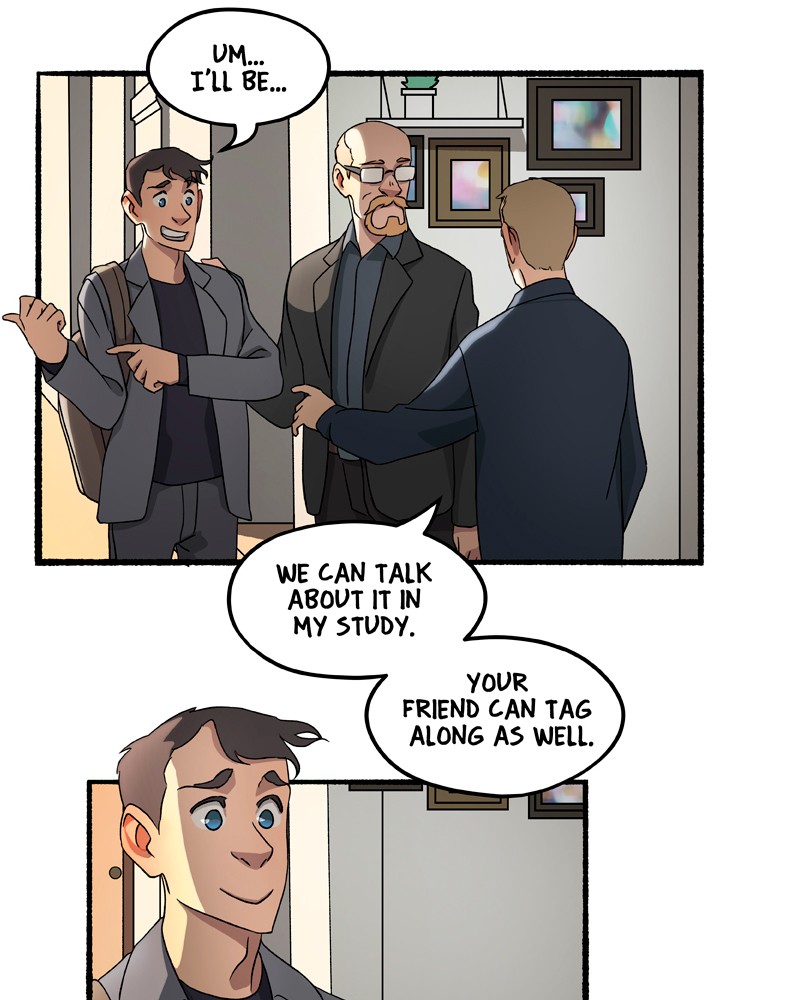 UM...
I'LL BE...
WE CAN TALK
ABOUT IT IN
MY STUDY.
YOUR
FRIEND CAN TAG
ALONG AS WELL.